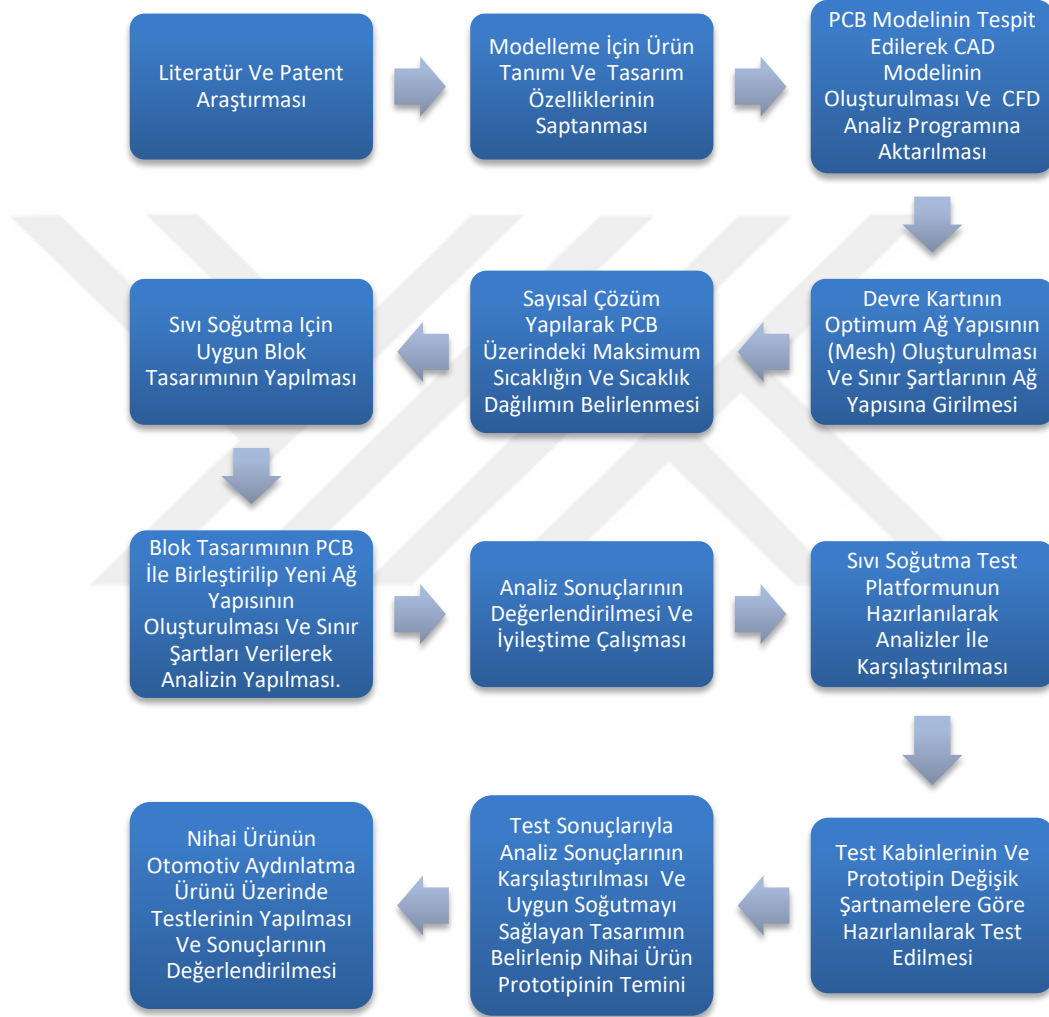 Literatür Ve Patent
Araştırması
Modelleme İçin Ürün
Tanımı Ve Tasarım
Özelliklerinin
Saptanması
PCB Modelinin Tespit
Edilerek CAD
Modelinin
Oluşturulması Ve CFD
Analiz Programına
Aktarılması
Devre Kartının
Optimum Ağ Yapısının
(Mesh) Oluşturulması
Ve Sınır Şartlarının Ağ
Yapısına Girilmesi
Sayısal Çözüm
Yapılarak PCB
Üzerindeki Maksimum
Sıcaklığın Ve Sıcaklık
Dağılımın Belirlenmesi
Sıvı Soğutma Için
Uygun Blok
Tasarımının Yapılması
Blok Tasarımının PCB
İle Birleştirilip Yeni Ağ
Yapısının
Oluşturulması Ve Sınır
Şartları Verilerek
Analizin Yapılması.
Analiz Sonuçlarının
Değerlendirilmesi Ve
İyileştime Çalışması
Sıvı Soğutma Test
Platformunun
Hazırlanılarak
Analizler İle
Karşılaştırılması
Test Kabinlerinin Ve
Prototipin Değişik
Şartnamelere Göre
Hazırlanılarak Test
Edilmesi
Test Sonuçlarıyla
Analiz Sonuçlarının
Karşılaştırılması Ve
Uygun Soğutmayı
Sağlayan Tasarımın
Belirlenip Nihai Ürün
Prototipinin Temini
Nihai Ürünün
Otomotiv Aydınlatma
Ürünü Üzerinde
Testlerinin Yapılması
Ve Sonuçlarının
Değerlendirilmesi